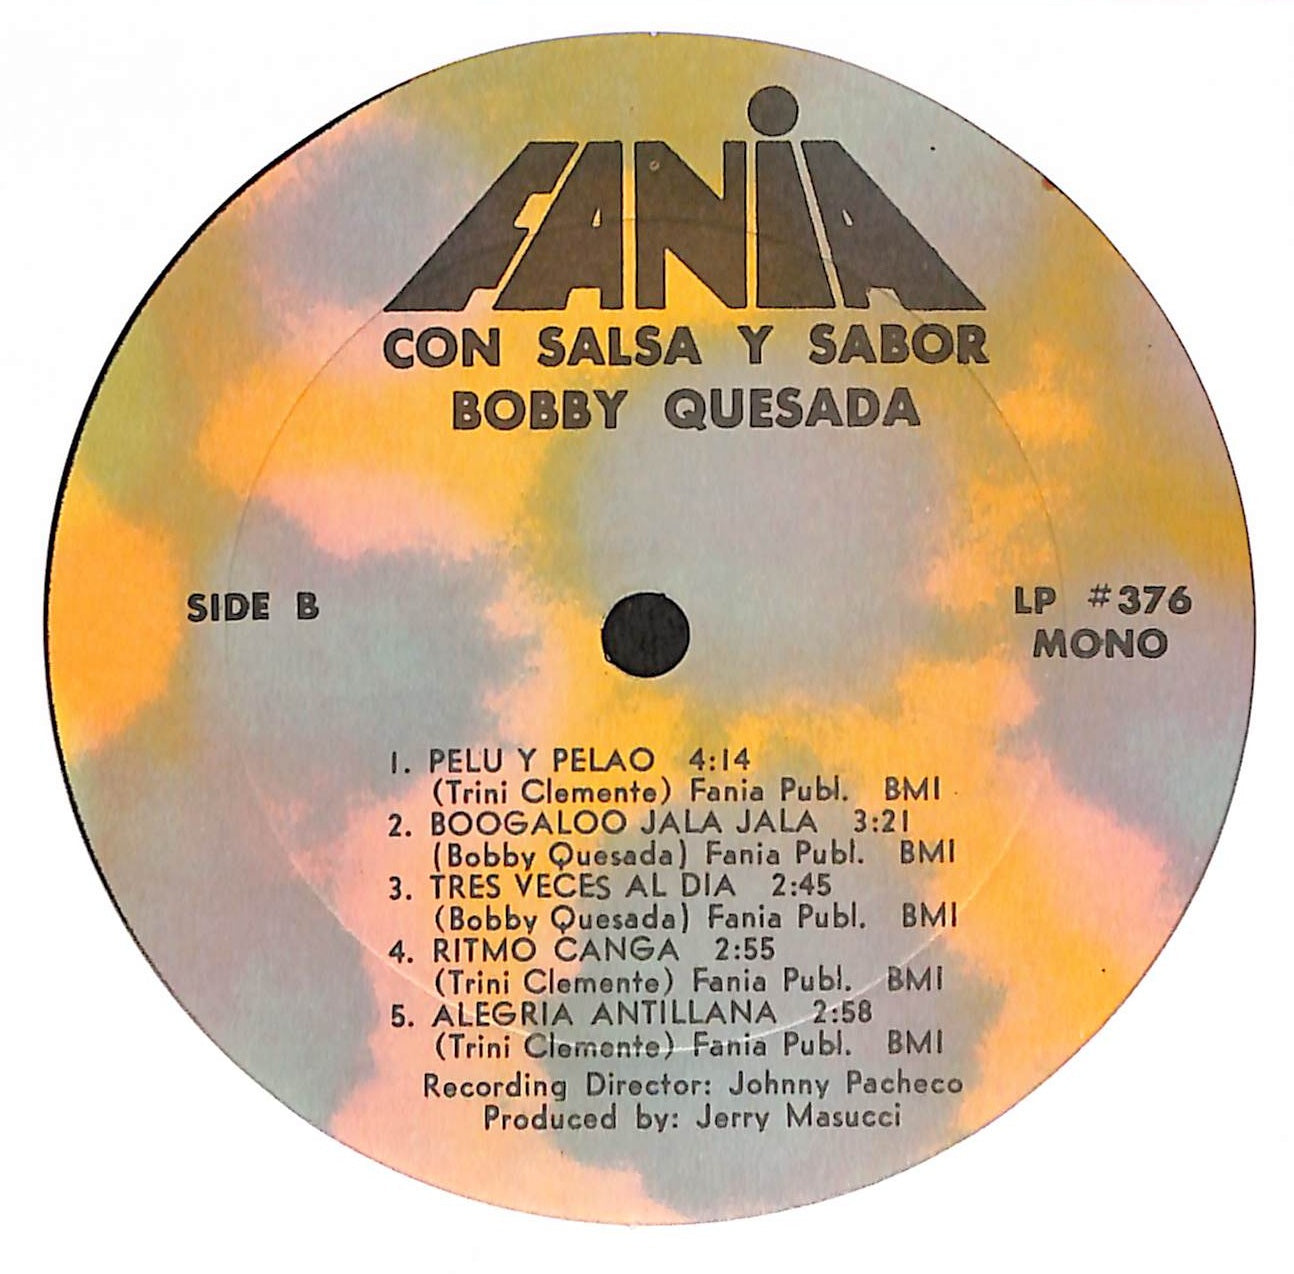 FANIA
CON SALSA Y SABOR
BOBBY QUESADA
SIDE B
LP #376
MONO
1. PELU Y PELAO 4:14
(Trini Clemente) Fania Publ. BMI
2. BOOGALOO JALA JALA 3:21
(Bobby Quesada) Fania Publ. BMI
3. TRES VECES AL DIA 2:45
(Bobby Quesada) Fania Publ. BMI
4. RITMO CANGA 2:55
(Trini Clemente) Fania Publ. BMI
5. ALEGRIA ANTILLANA 2:58
(Trini Clemente) Fania Publ. BMI
Recording Director: Johnny Pacheco
Produced by: Jerry Masucci